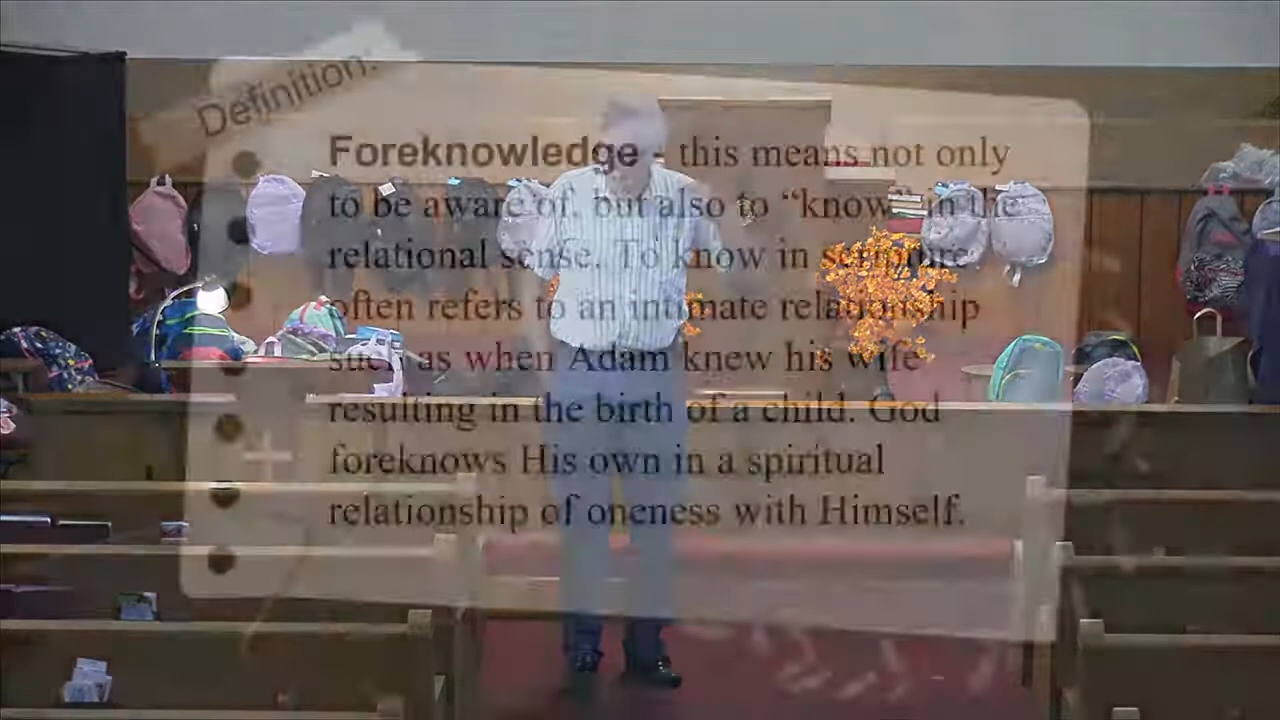 Definition:
Foreknowledge - this means not only
to be aware of, but also to “know” in the
relational sense. To know in scripture
often refers to an intimate relationship
such as when Adam knew his wife
resulting in the birth of a child. God
foreknows His own in a spiritual
relationship of oneness with Himself.